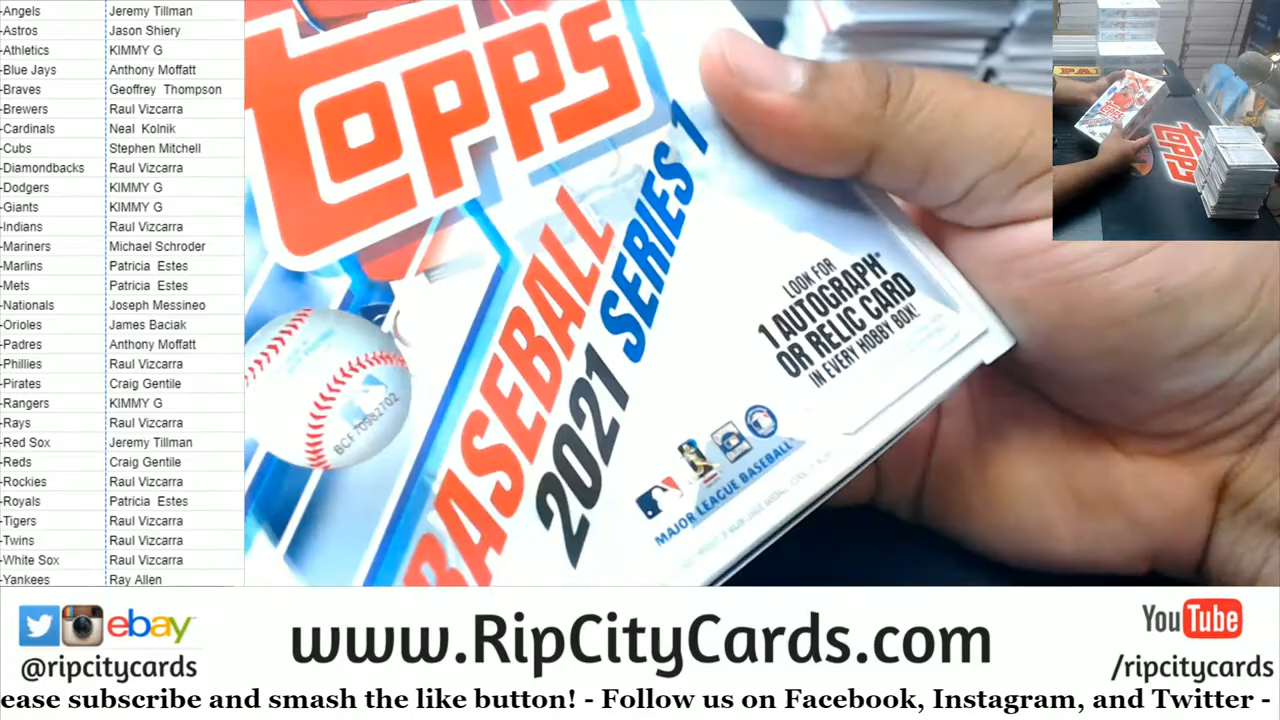 -Angels Jeremy Tillman
-Astros Jason Shiery
-Athletics KIMMY G
-Blue Jays Anthony Moffatt
-Braves Geoffrey Thompson
-Brewers Raul Vizcarra
-Cardinals Neal Kolnik
-Cubs Stephen Mitchell
-Diamondbacks Raul Vizcarra
-Dodgers KIMMY G
-Giants KIMMY G
-Indians Raul Vizcarra
-Mariners Michael Schroder
-Marlins Patricia Estes
-Mets Patricia Estes
-Nationals Joseph Messineo
-Orioles James Baciak
-Padres Anthony Moffatt
-Phillies Raul Vizcarra
-Pirates Craig Gentile
-Rangers KIMMY G
-Rays Raul Vizcarra
-Red Sox Jeremy Tillman
-Reds Craig Gentile
-Rockies Raul Vizcarra
-Royals Patricia Estes
-Tigers Raul Vizcarra
-Twins Raul Vizcarra
-White Sox Raul Vizcarra
-Yankees Ray Allen
TOPPS
BASEBALL
2021 SERIES 1
LOOK FOR
1 AUTOGRAPH
OR RELIC CARD
IN EVERY HOBBY BOX!
MAJOR LEAGUE BASEBALL
TOPPS
ebay
@ripcitycards
www.RipCityCards.com
YouTube
/ripcitycards
ease subscribe and smash the like button! - Follow us on Facebook, Instagram, and Twitter -